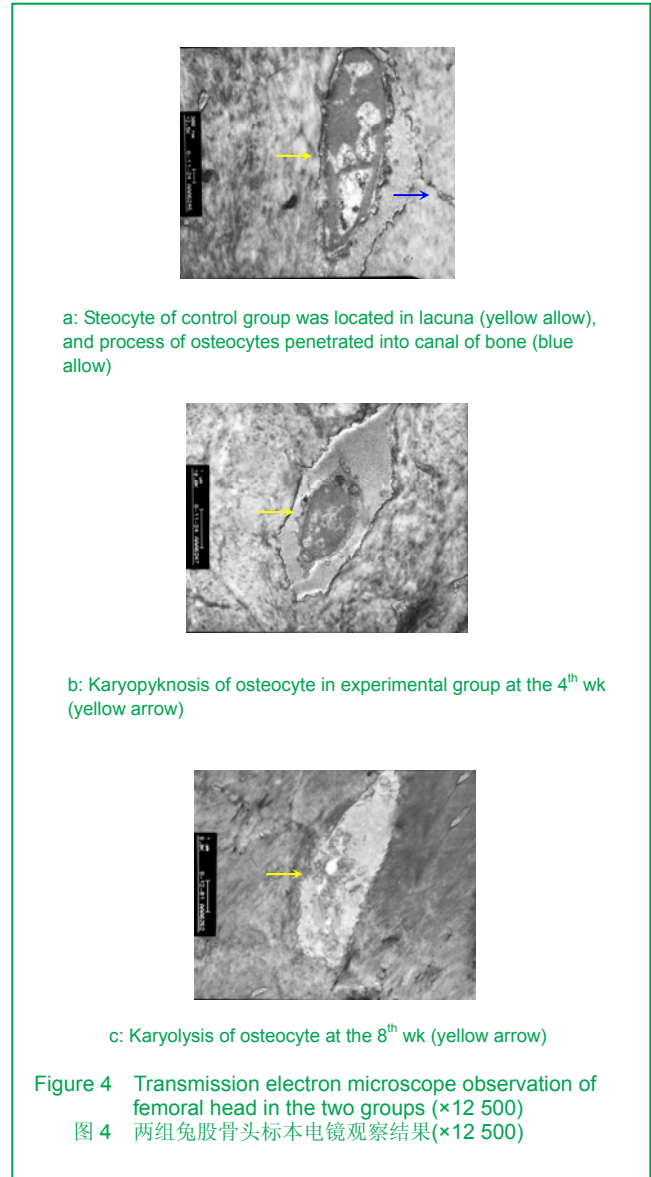 a: Steocyte of control group was located in lacuna (yellow allow),
and process of osteocytes penetrated into canal of bone (blue
allow)
b: Karyopyknosis of osteocyte in experimental group at the 4th wk
(yellow arrow)
c: Karyolysis of osteocyte at the 8th wk (yellow arrow)
Figure 4 Transmission electron microscope observation of
femoral head in the two groups (×12 500)
图 4 两组兔股骨头标本电镜观察结果(×12 500)